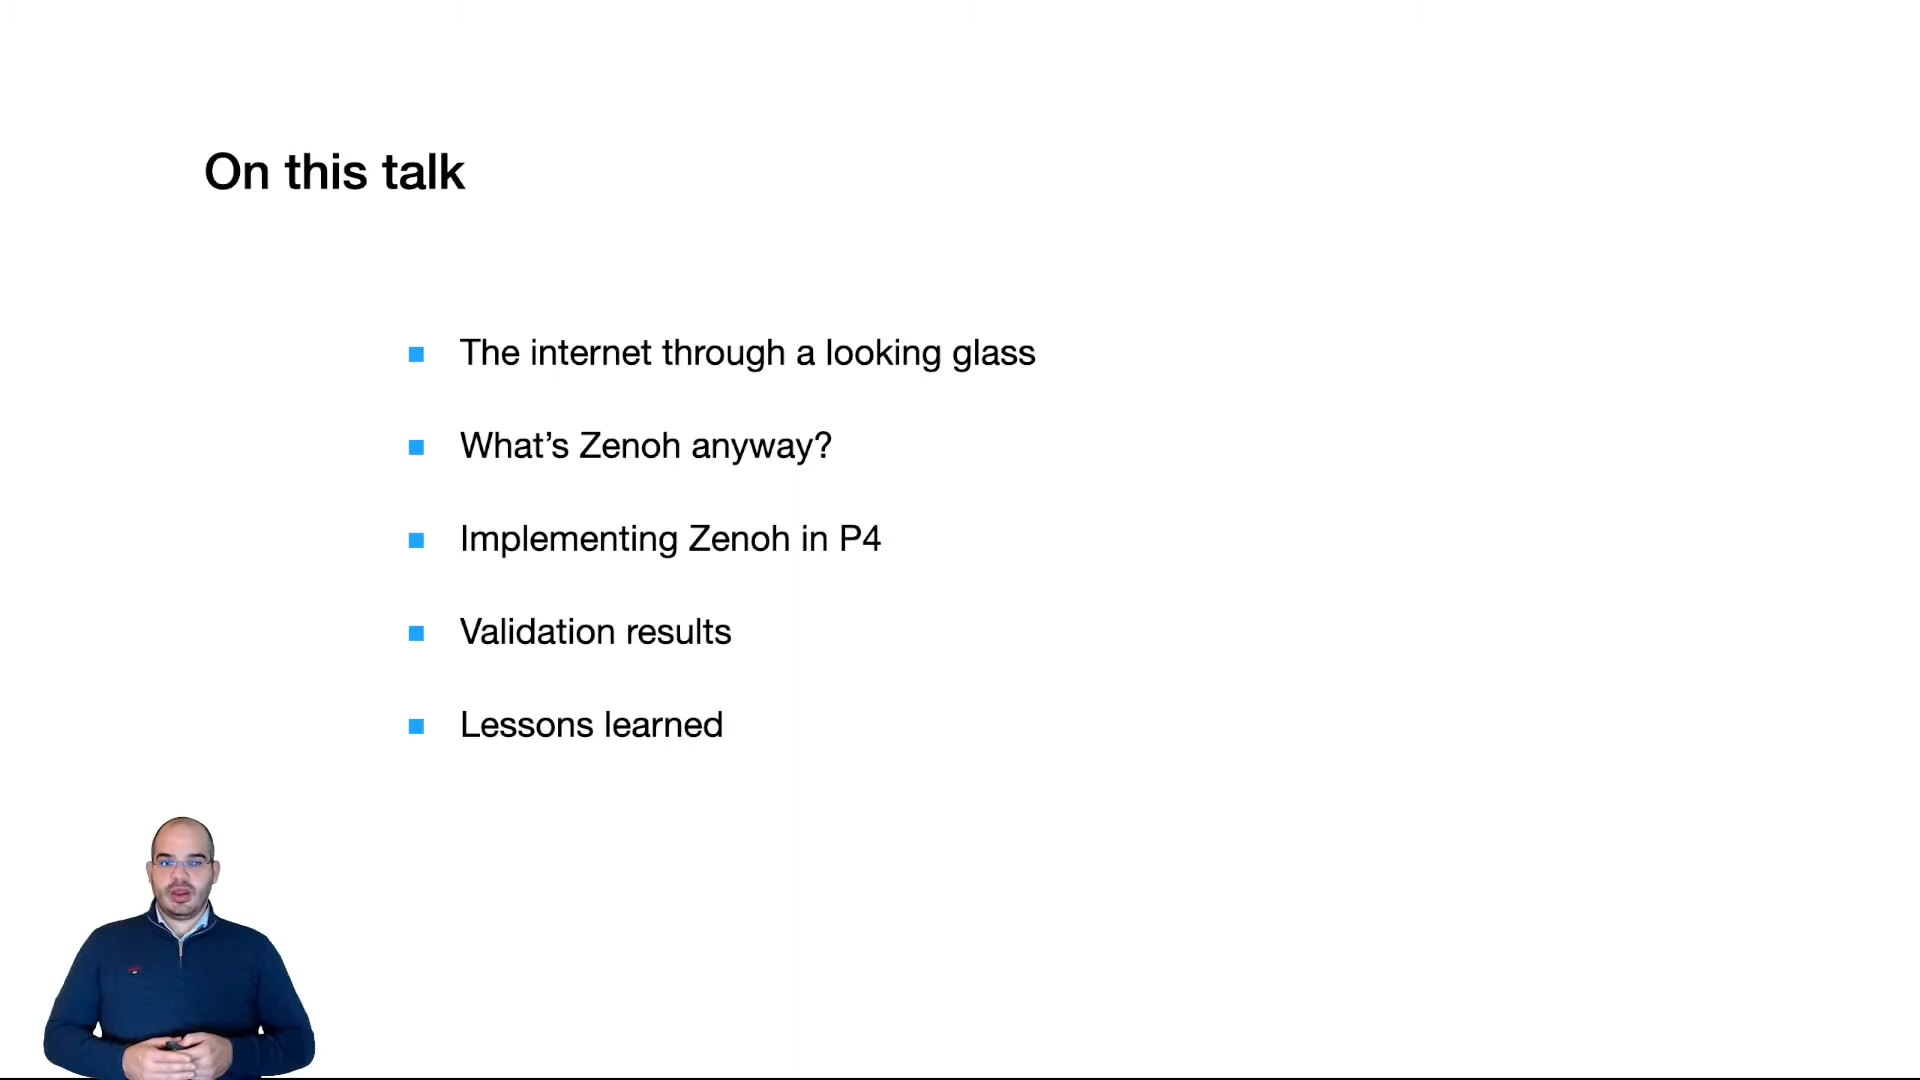 On this talk
The internet through a looking glass
What’s Zenoh anyway?
Implementing Zenoh in P4
Validation results
Lessons learned